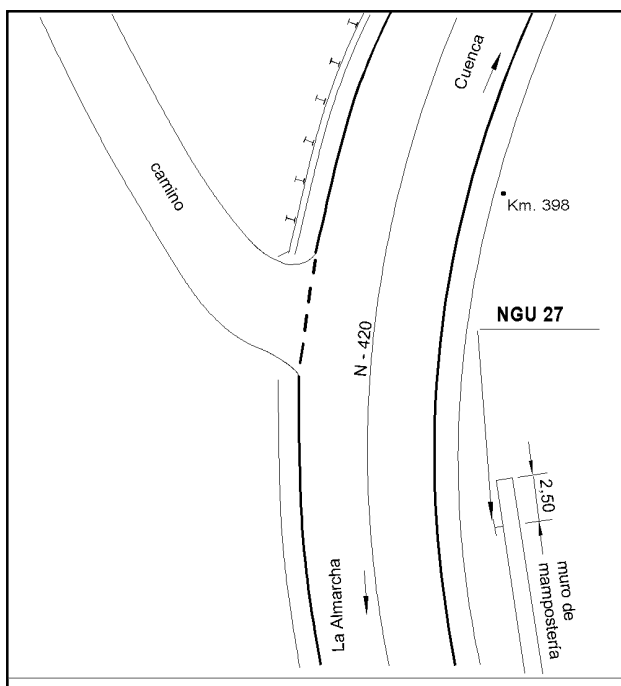 Cuenca
camino
Km. 398
NGU 27
N - 420
2,50
muro de
mampostería
La Almarcha